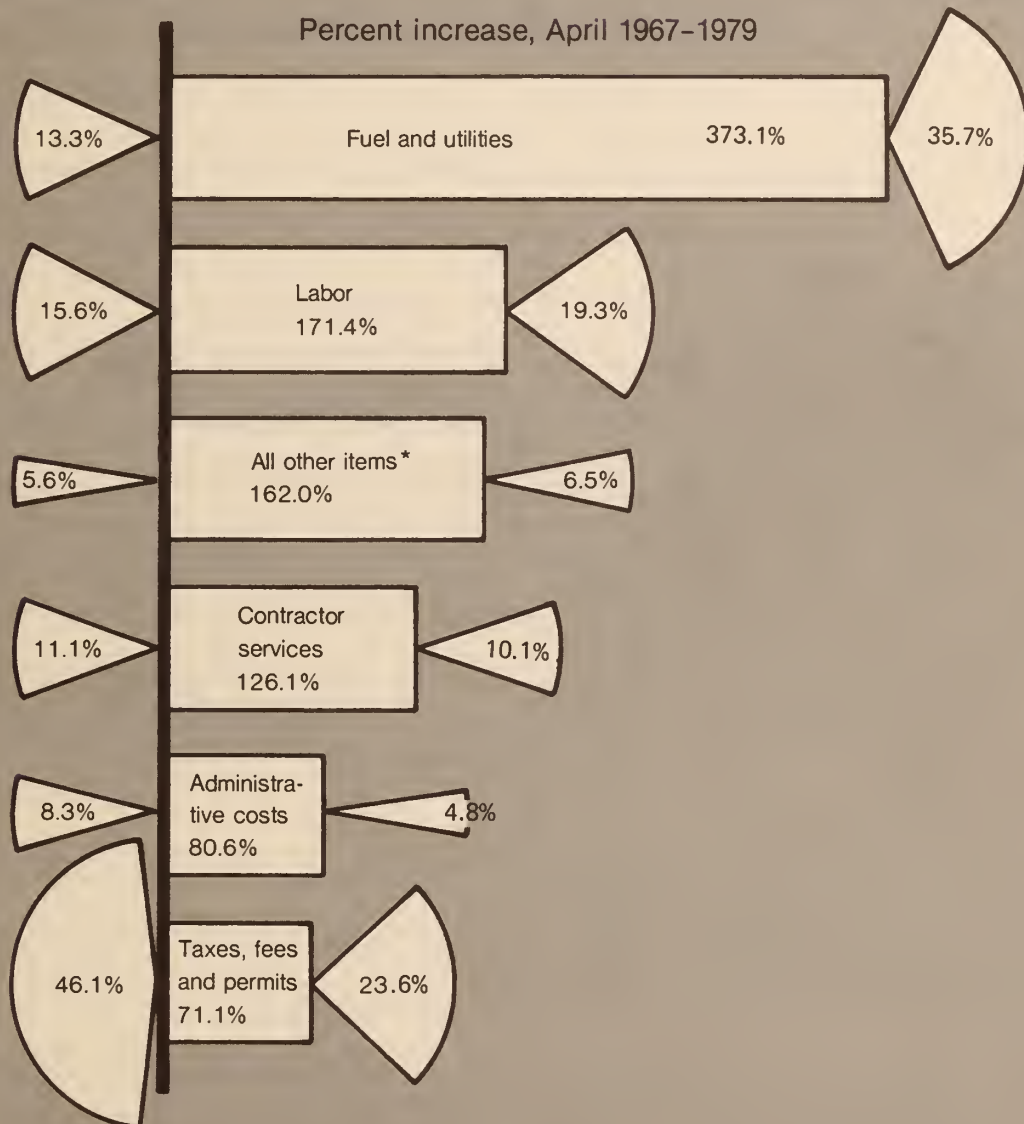 Percent increase, April 1967-1979
13.3%
Fuel and utilities 373.1%
35.7%
15.6%
Labor
171.4%
19.3%
5.6%
All other items*
162.0%
6.5%
11.1%
Contractor
services
126.1%
10.1%
8.3%
Administra-
tive costs
80.6%
4.8%
46.1%
Taxes, fees
and permits
71.1%
23.6%